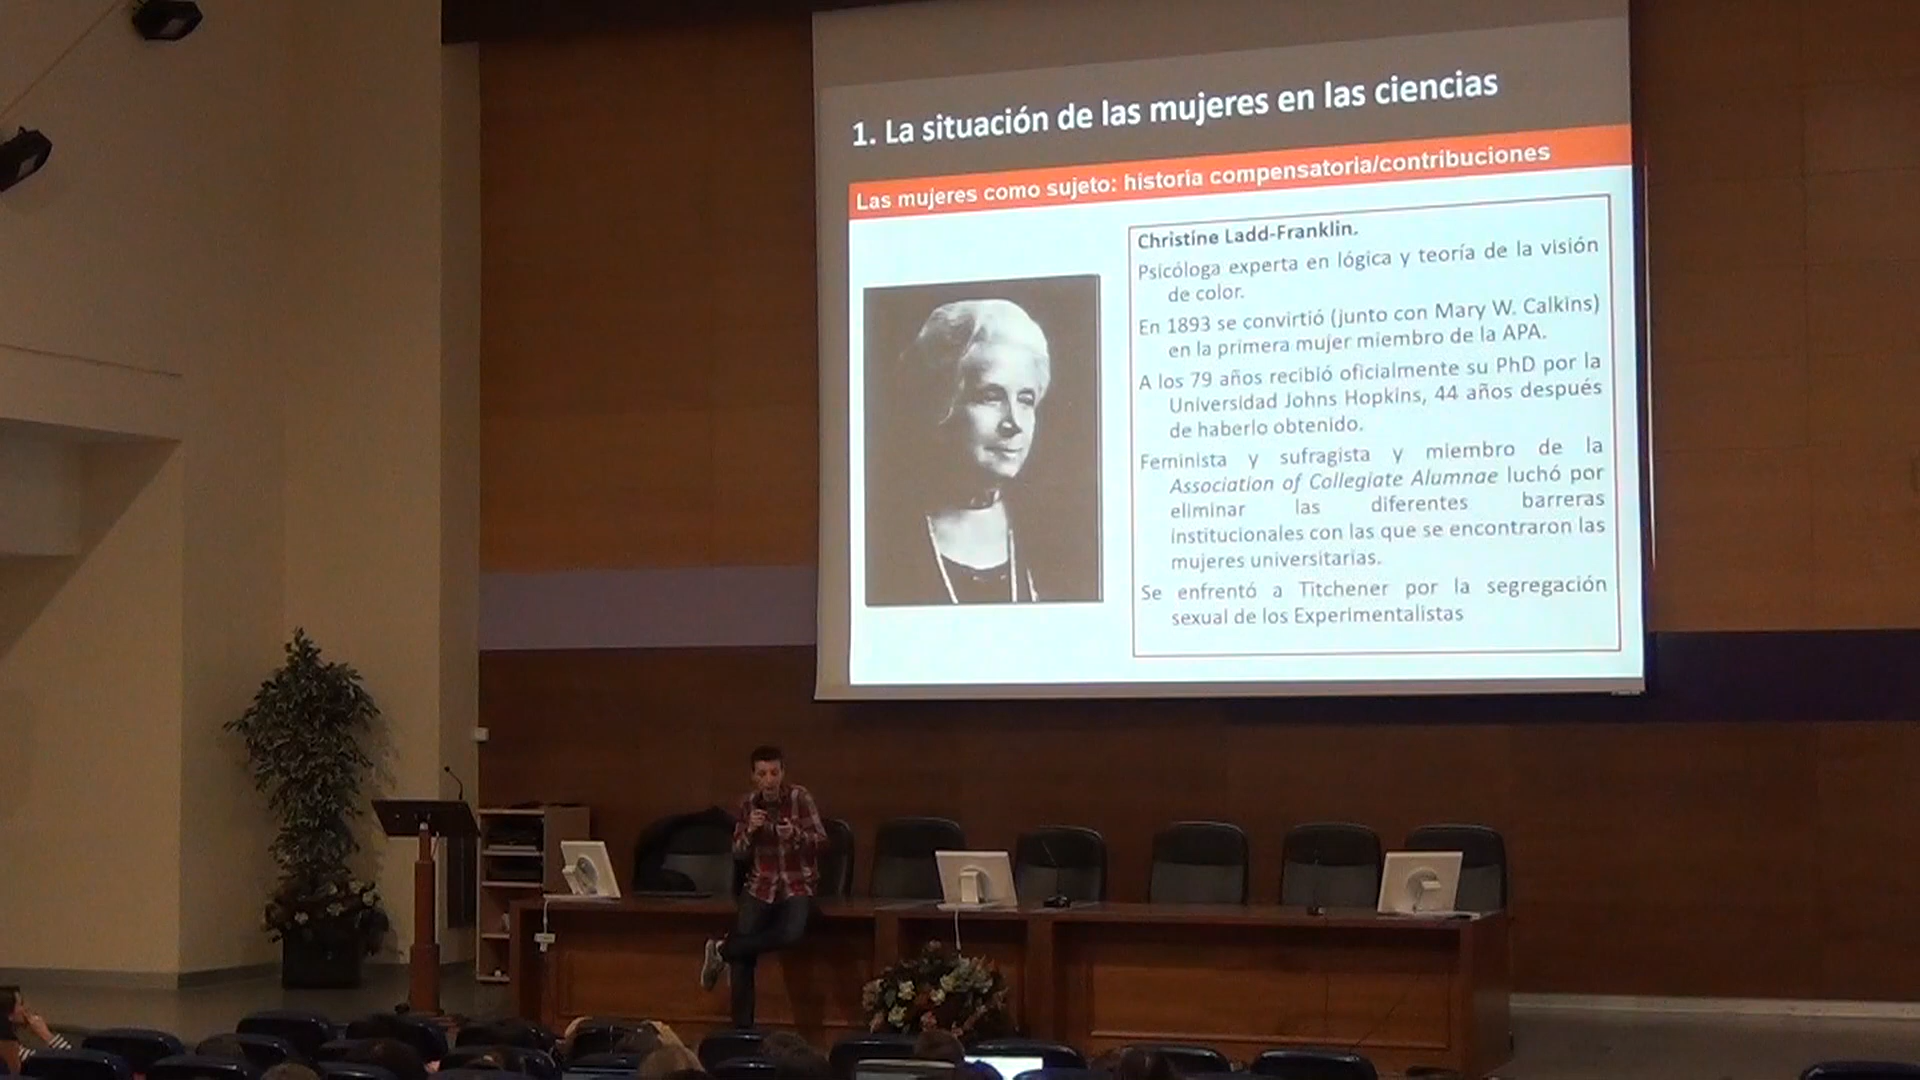 1. La situación de las mujeres en las ciencias
Las mujeres como sujeto: historia compensatoria/contribuciones
Christine Ladd-Franklin.
Psicóloga experta en lógica y teoría de la visión
de color.
En 1893 se convirtió (junto con Mary W. Calkins)
en la primera mujer miembro de la APA.
A los 79 años recibió oficialmente su PhD por la
Universidad Johns Hopkins, 44 años después
de haberlo obtenido.
Feminista y sufragista y miembro de la
Association of Collegiate Alumnae luchó por
eliminar las diferentes barreras
institucionales con las que se encontraron las
mujeres universitarias.
Se enfrentó a Titchener por la segregación
sexual de los Experimentalistas